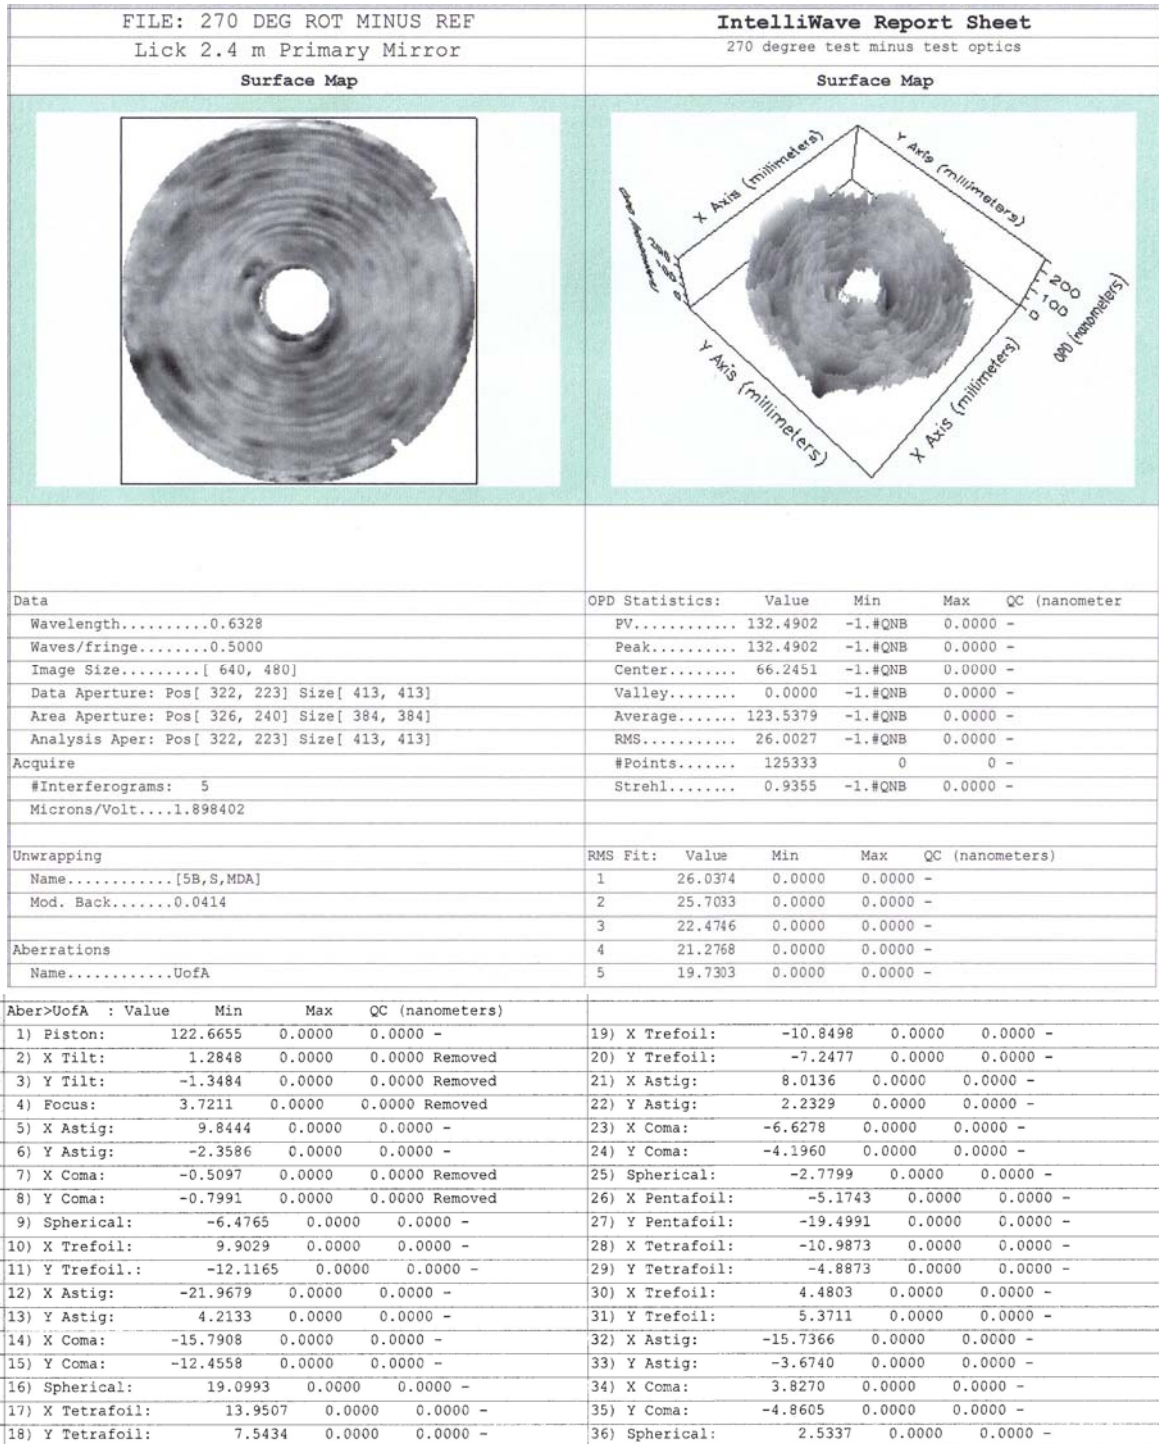 FILE: 270 DEG ROT MINUS REF
Lick 2.4 m Primary Mirror
Surface Map
IntelliWave Report Sheet
270 degree test minus test optics
Surface Map
X Axis (millimeters)
Y Axis (millimeters)
200
100
0
OPD (nanometers)
Y Axis (millimeters)
X Axis (millimeters)
Data
Wavelength..........0.6328
Waves/fringe........0.5000
Image Size.........[ 640, 480]
Data Aperture: Pos[ 322, 223] Size[ 413, 413]
Area Aperture: Pos[ 326, 240] Size[ 384, 384]
Analysis Aper: Pos[ 322, 223] Size[ 413, 413]
Acquire
#Interferograms: 5
Microns/Volt....1.898402
Unwrapping
Name............[5B,S,MDA]
Mod. Back.......0.0414
Aberrations
Name............UofA
OPD Statistics: Value Min Max QC (nanometer
PV............ 132.4902 -1.#QNB 0.0000 -
Peak.......... 132.4902 -1.#QNB 0.0000 -
Center........ 66.2451 -1.#QNB 0.0000 -
Valley........ 0.0000 -1.#QNB 0.0000 -
Average....... 123.5379 -1.#QNB 0.0000 -
RMS........... 26.0027 -1.#QNB 0.0000 -
#Points....... 125333 0 0 -
Strehl........ 0.9355 -1.#QNB 0.0000 -
RMS Fit: Value Min Max QC (nanometers)
1 26.0374 0.0000 0.0000 -
2 25.7033 0.0000 0.0000 -
3 22.4746 0.0000 0.0000 -
4 21.2768 0.0000 0.0000 -
5 19.7303 0.0000 0.0000 -
Aber>UofA : Value Min Max QC (nanometers)
1) Piston: 122.6655 0.0000 0.0000 -
2) X Tilt: 1.2848 0.0000 0.0000 Removed
3) Y Tilt: -1.3484 0.0000 0.0000 Removed
4) Focus: 3.7211 0.0000 0.0000 Removed
5) X Astig: 9.8444 0.0000 0.0000 -
6) Y Astig: -2.3586 0.0000 0.0000 -
7) X Coma: -0.5097 0.0000 0.0000 Removed
8) Y Coma: -0.7991 0.0000 0.0000 Removed
9) Spherical: -6.4765 0.0000 0.0000 -
10) X Trefoil: 9.9029 0.0000 0.0000 -
11) Y Trefoil.: -12.1165 0.0000 0.0000 -
12) X Astig: -21.9679 0.0000 0.0000 -
13) Y Astig: 4.2133 0.0000 0.0000 -
14) X Coma: -15.7908 0.0000 0.0000 -
15) Y Coma: -12.4558 0.0000 0.0000 -
16) Spherical: 19.0993 0.0000 0.0000 -
17) X Tetrafoil: 13.9507 0.0000 0.0000 -
18) Y Tetrafoil: 7.5434 0.0000 0.0000 -
19) X Trefoil: -10.8498 0.0000 0.0000 -
20) Y Trefoil: -7.2477 0.0000 0.0000 -
21) X Astig: 8.0136 0.0000 0.0000 -
22) Y Astig: 2.2329 0.0000 0.0000 -
23) X Coma: -6.6278 0.0000 0.0000 -
24) Y Coma: -4.1960 0.0000 0.0000 -
25) Spherical: -2.7799 0.0000 0.0000 -
26) X Pentafoil: -5.1743 0.0000 0.0000 -
27) Y Pentafoil: -19.4991 0.0000 0.0000 -
28) X Tetrafoil: -10.9873 0.0000 0.0000 -
29) Y Tetrafoil: -4.8873 0.0000 0.0000 -
30) X Trefoil: 4.4803 0.0000 0.0000 -
31) Y Trefoil: 5.3711 0.0000 0.0000 -
32) X Astig: -15.7366 0.0000 0.0000 -
33) Y Astig: -3.6740 0.0000 0.0000 -
34) X Coma: 3.8270 0.0000 0.0000 -
35) Y Coma: -4.8605 0.0000 0.0000 -
36) Spherical: 2.5337 0.0000 0.0000 -